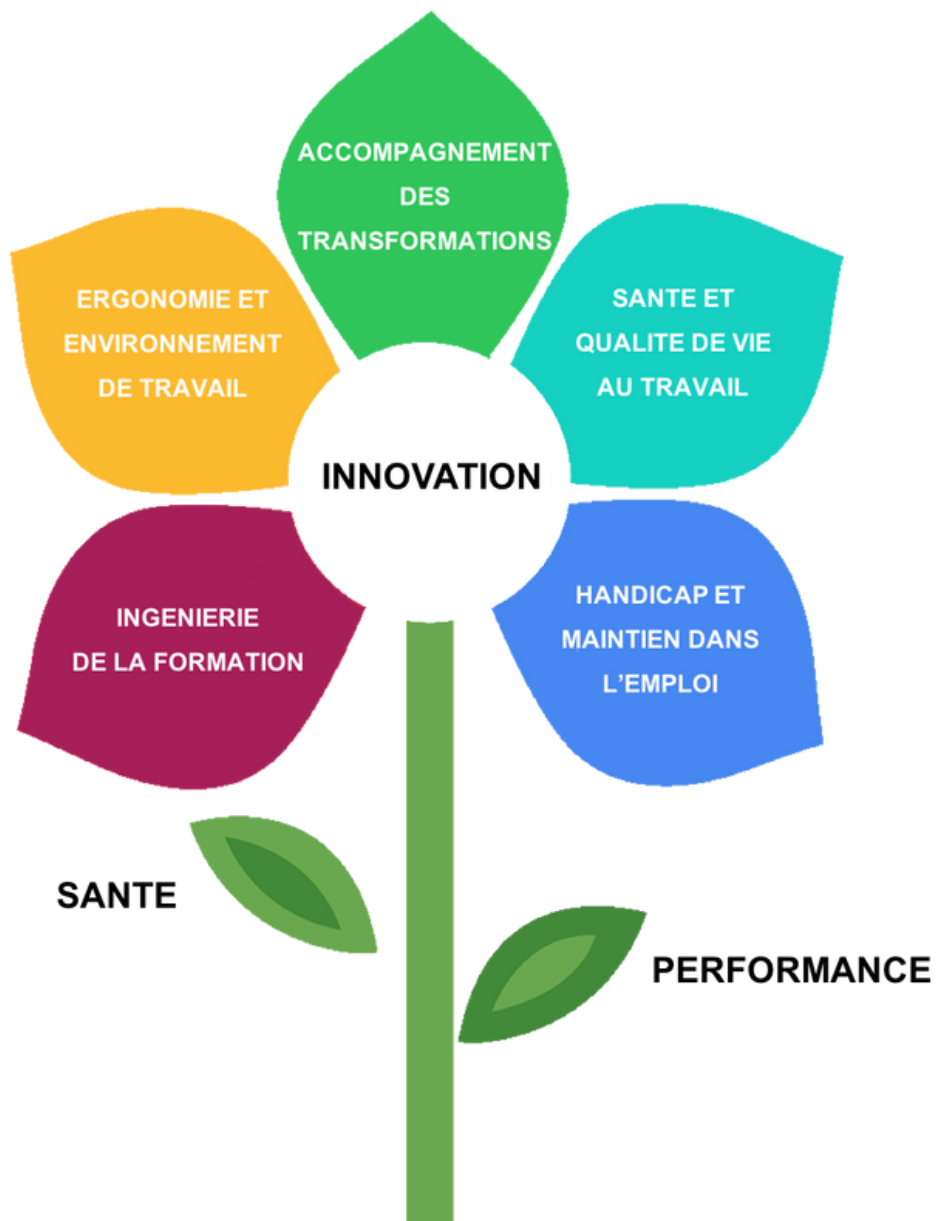 ACCOMPAGNEMENT
DES
TRANSFORMATIONS
ERGONOMIE ET
ENVIRONNEMENT
DE TRAVAIL
SANTE ET
QUALITE DE VIE
AU TRAVAIL
INNOVATION
INGENIERIE
DE LA FORMATION
HANDICAP ET
MAINTIEN DANS
L’EMPLOI
SANTE
PERFORMANCE